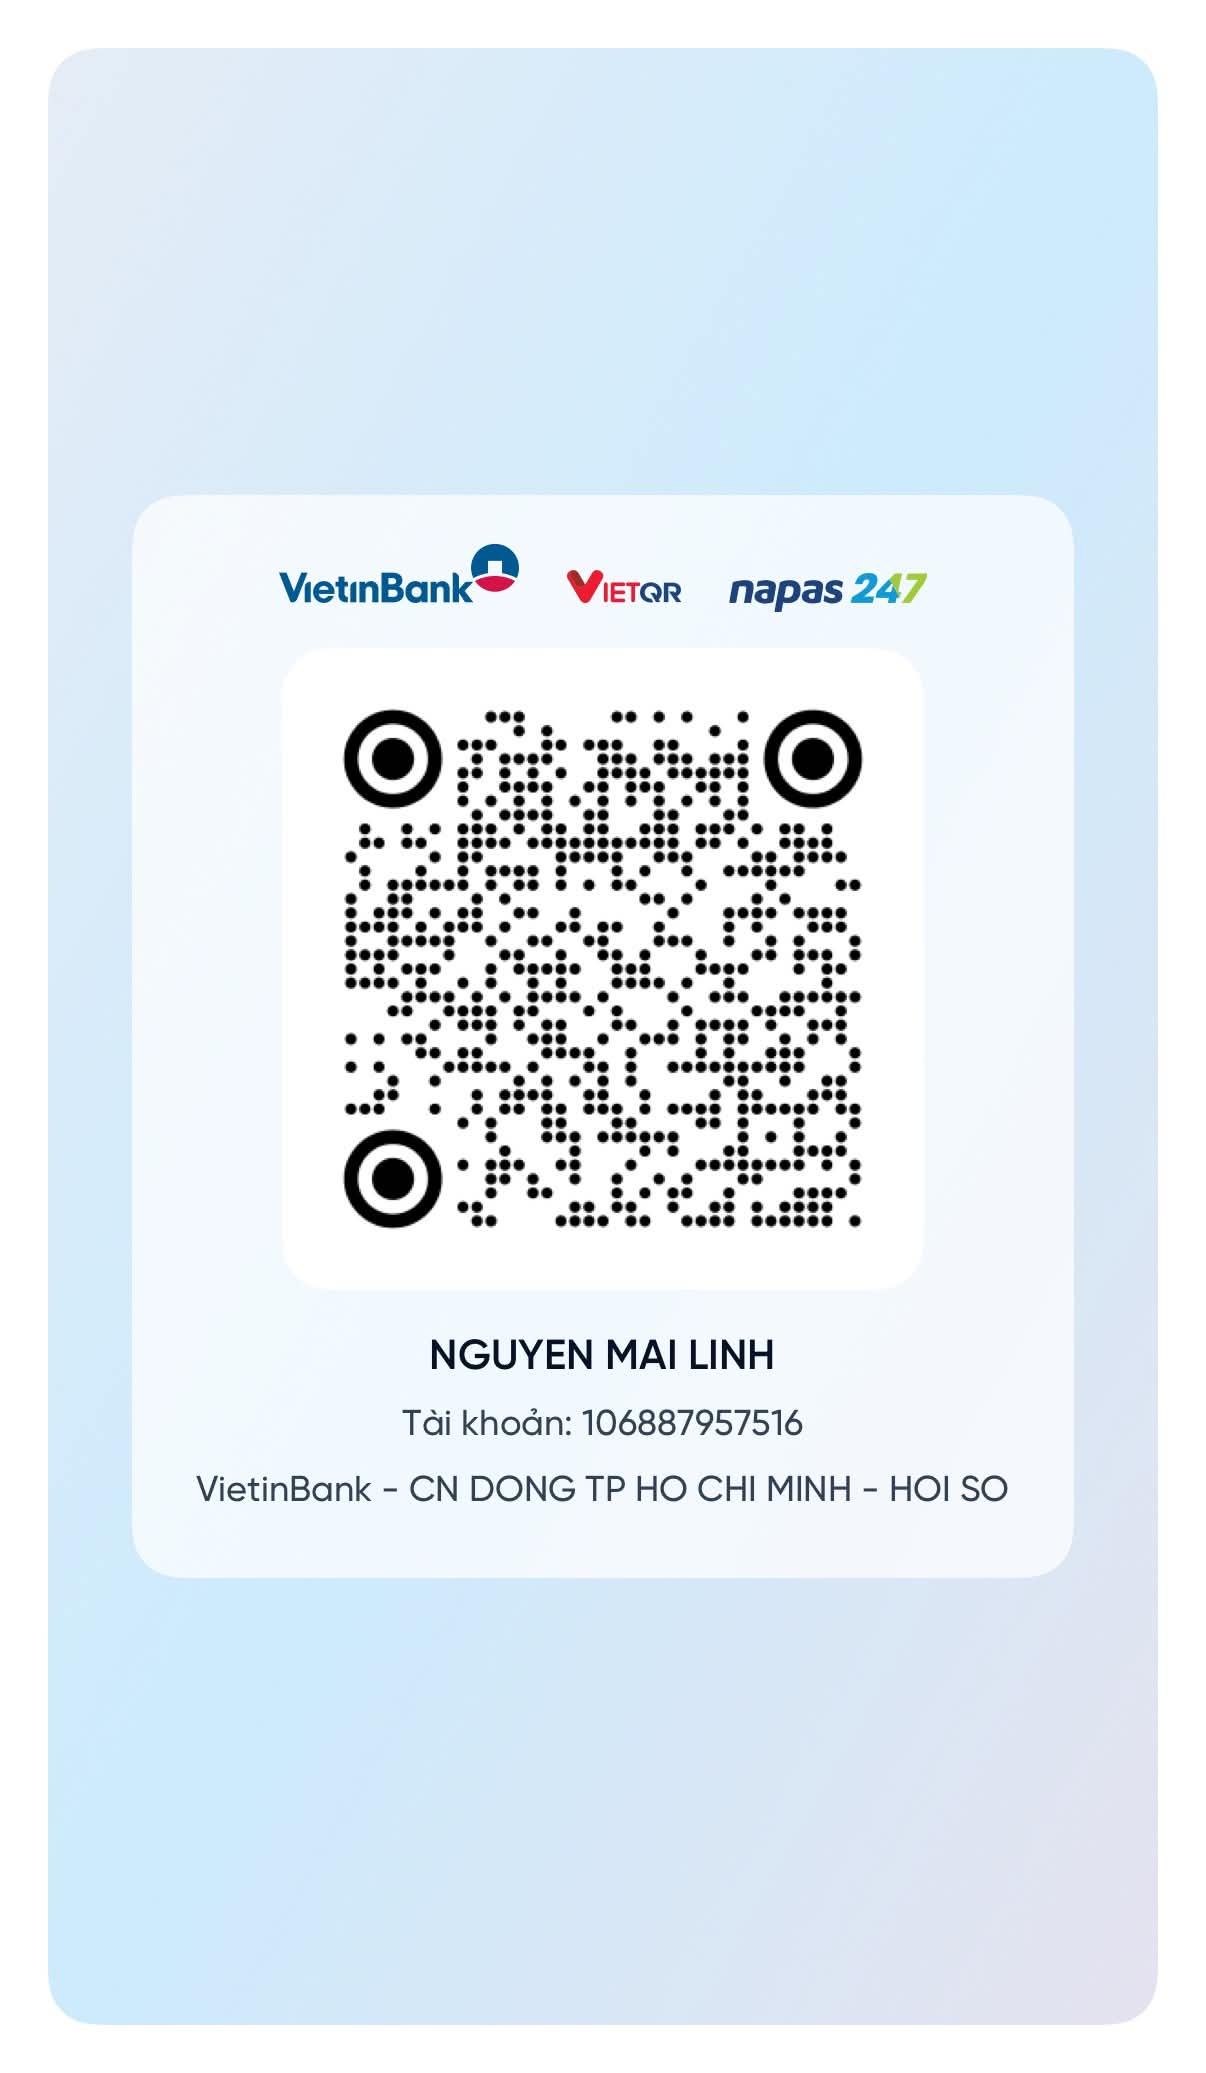 VietinBank VIETQR napas 247
NGUYEN MAI LINH
Tài khoản: 106887957516
VietinBank - CN DONG TP HO CHI MINH - HOI SO